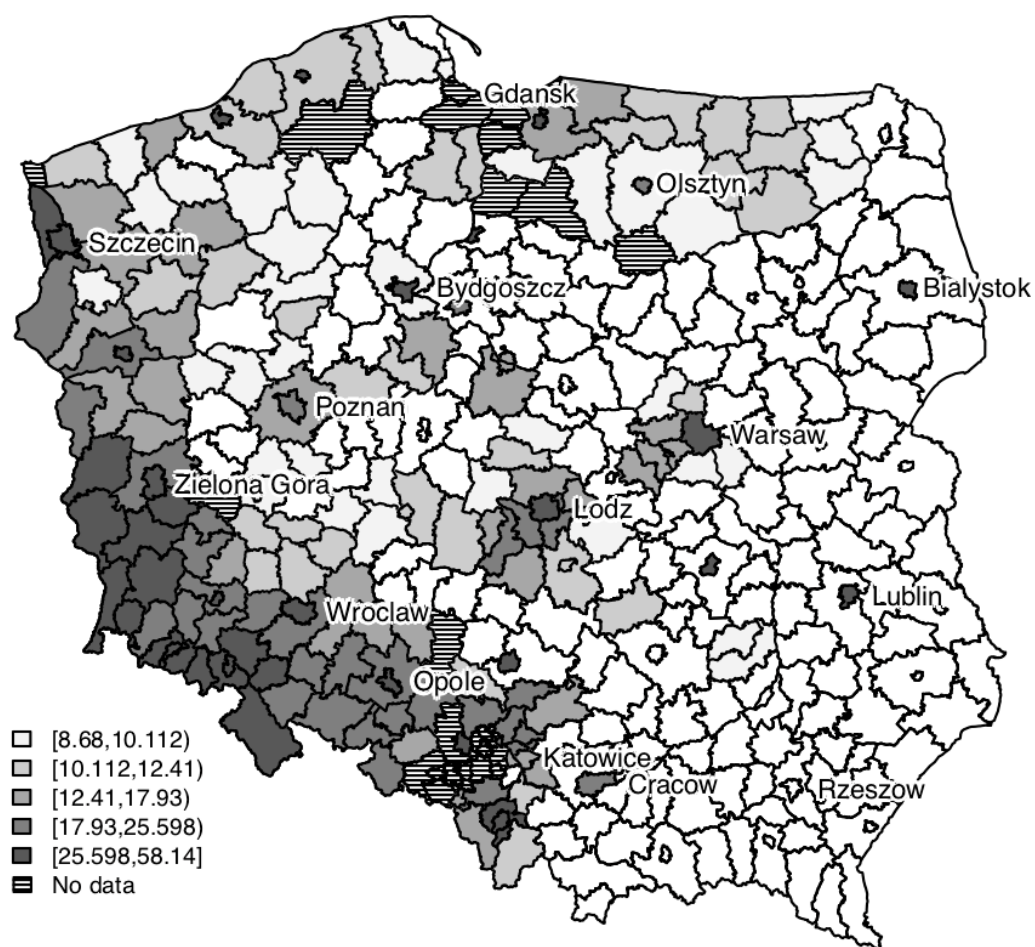 Gdansk
Olsztyn
Szczecin
Bydgoszcz
Bialystok
Poznan
Warsaw
Zielona Gora
Lodz
Wroclaw
Lublin
Opole
Katowice
Cracow
Rzeszow
[8.68,10.112)
[10.112,12.41)
[12.41,17.93)
[17.93,25.598)
[25.598,58.14]
No data